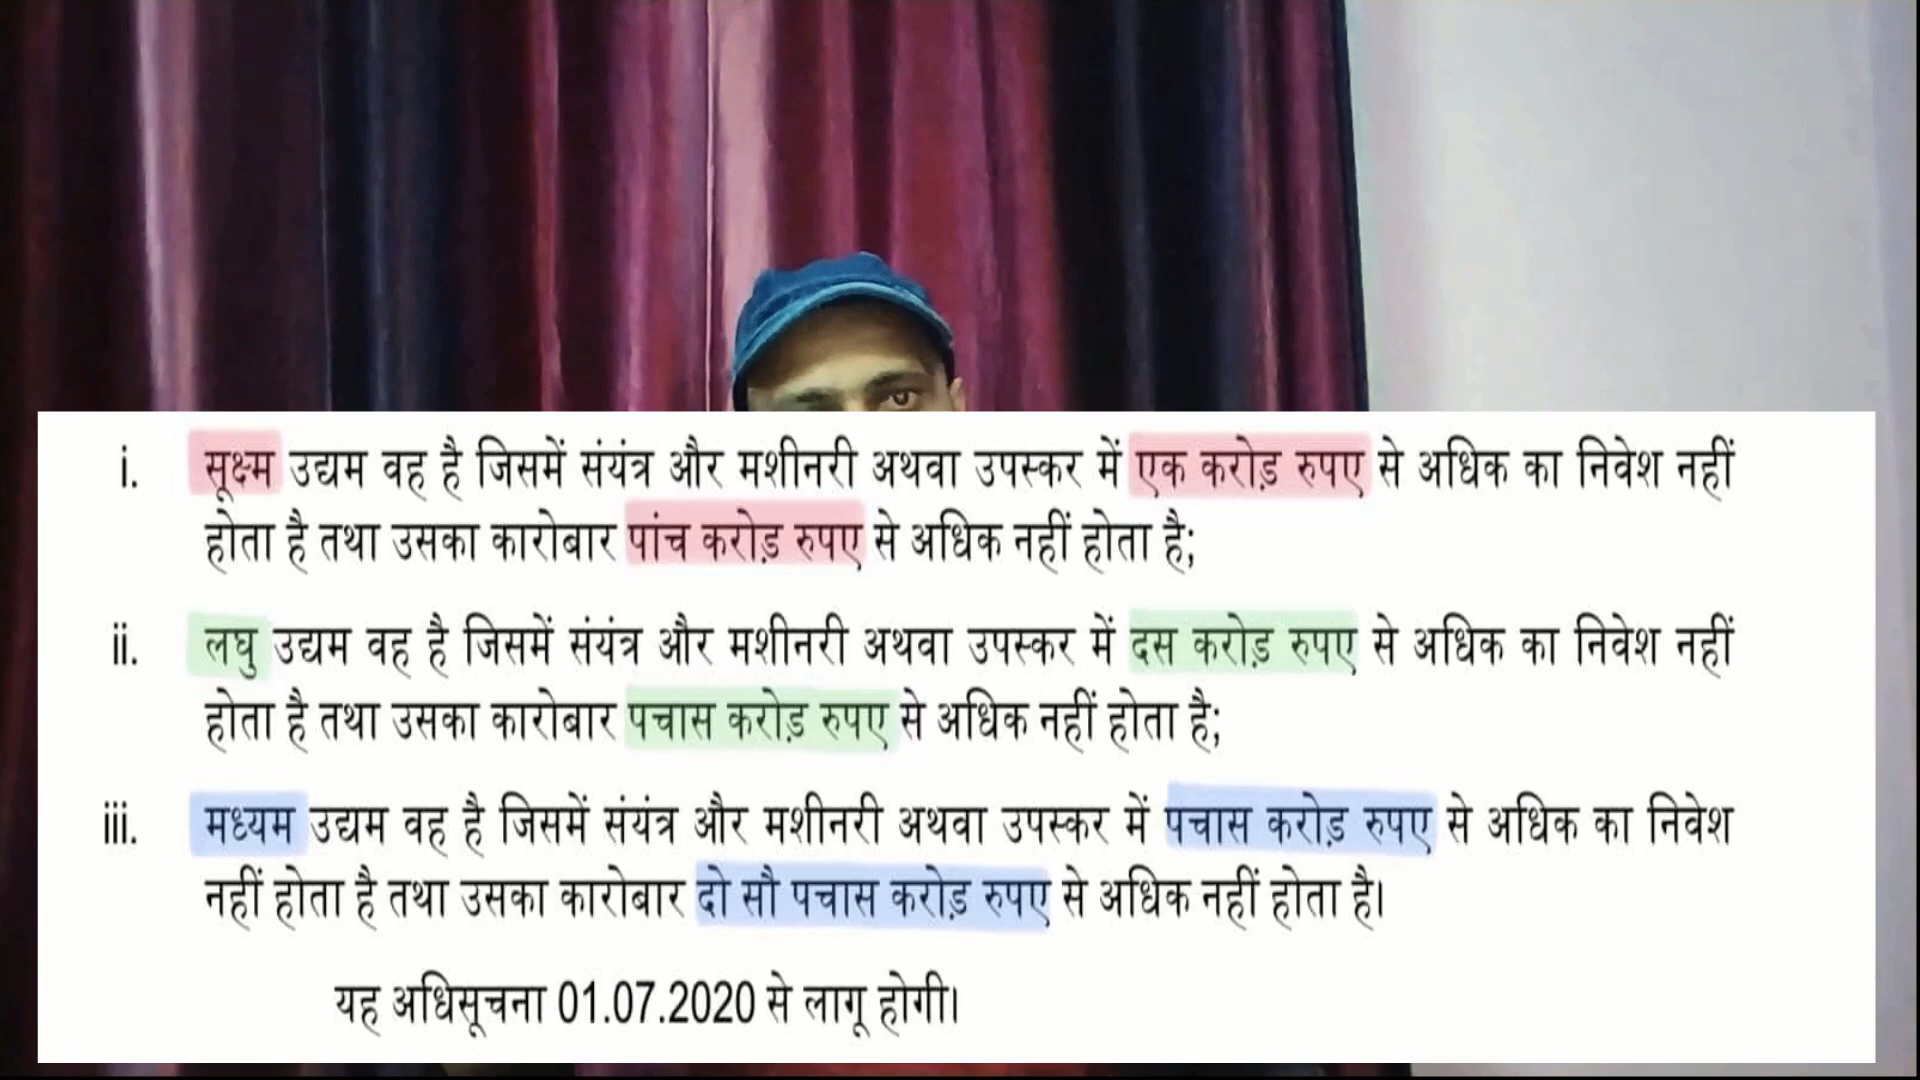 i. सूक्ष्म उद्यम वह है जिसमें संयंत्र और मशीनरी अथवा उपस्कर में एक करोड़ रुपए से अधिक का निवेश नहीं
होता है तथा उसका कारोबार पांच करोड़ रुपए से अधिक नहीं होता है;
ii. लघु उद्यम वह है जिसमें संयंत्र और मशीनरी अथवा उपस्कर में दस करोड़ रुपए से अधिक का निवेश नहीं
होता है तथा उसका कारोबार पचास करोड़ रुपए से अधिक नहीं होता है;
iii. मध्यम उद्यम वह है जिसमें संयंत्र और मशीनरी अथवा उपस्कर में पचास करोड़ रुपए से अधिक का निवेश
नहीं होता है तथा उसका कारोबार दो सौ पचास करोड़ रुपए से अधिक नहीं होता है।
यह अधिसूचना 01.07.2020 से लागू होगी।